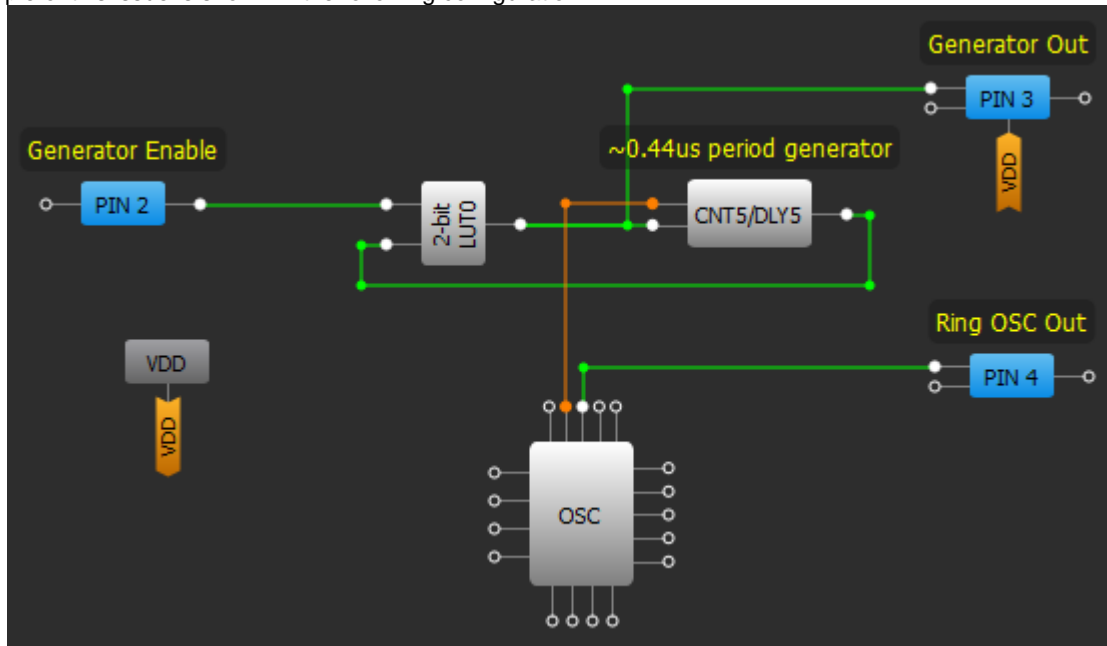 Generator Out
PIN 3
VDD
Generator Enable
~0.44us period generator
PIN 2
2-bit
LUT0
CNT5/DLY5
Ring OSC Out
VDD
PIN 4
VDD
OSC